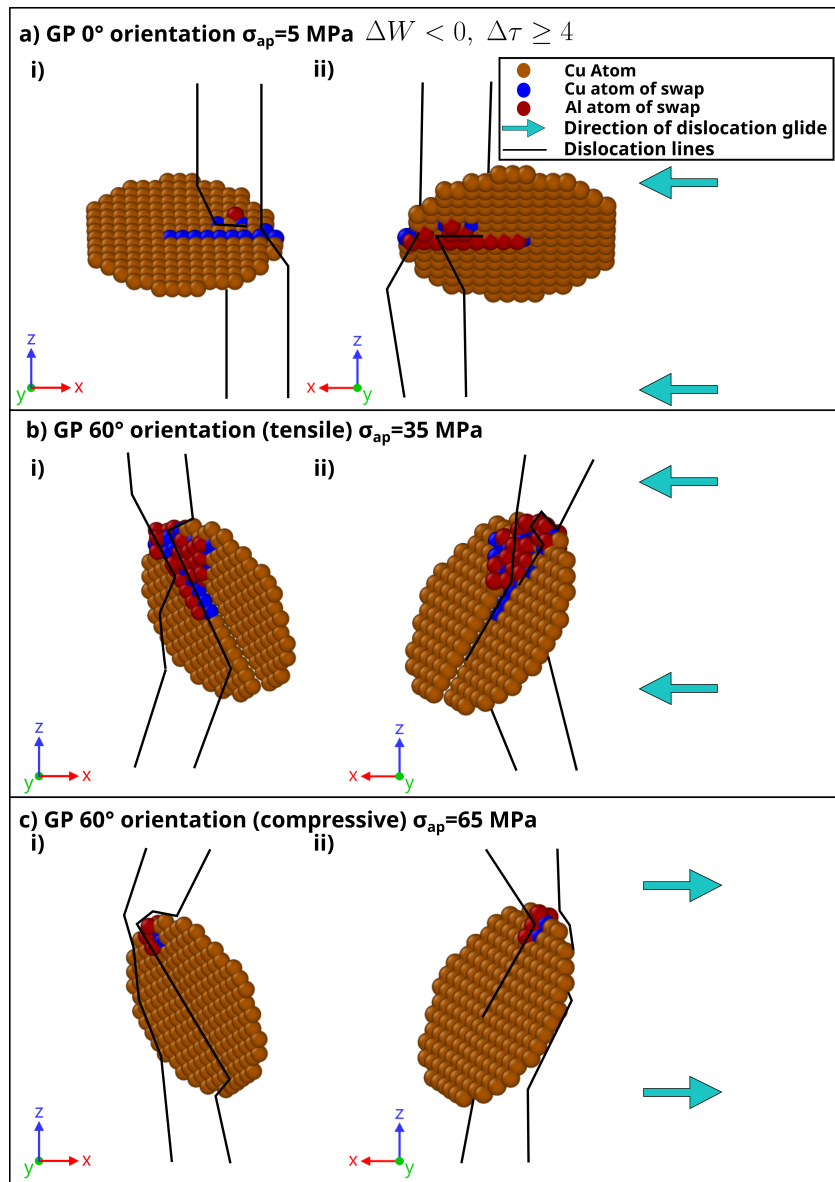 a) GP 0° orientation σap=5 MPa ΔW < 0, Δτ ≥ 4
i)
ii)
Cu Atom
Cu atom of swap
Al atom of swap
Direction of dislocation glide
Dislocation lines
z
y
x
z
x
y
b) GP 60° orientation (tensile) σap=35 MPa
i)
ii)
z
y
x
z
x
y
c) GP 60° orientation (compressive) σap=65 MPa
i)
ii)
z
y
x
z
x
y